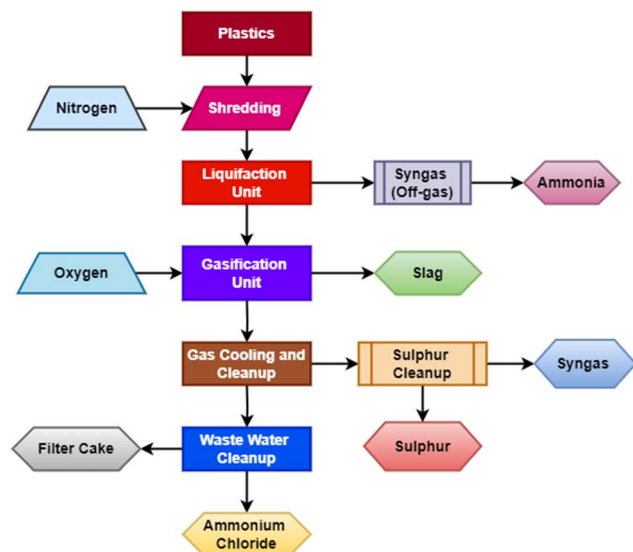 Plastics
Nitrogen
Shredding
Liquifaction
Unit
Syngas
(Off-gas)
Ammonia
Oxygen
Gasification
Unit
Slag
Gas Cooling and
Cleanup
Sulphur
Cleanup
Syngas
Filter Cake
Waste Water
Cleanup
Sulphur
Ammonium
Chloride